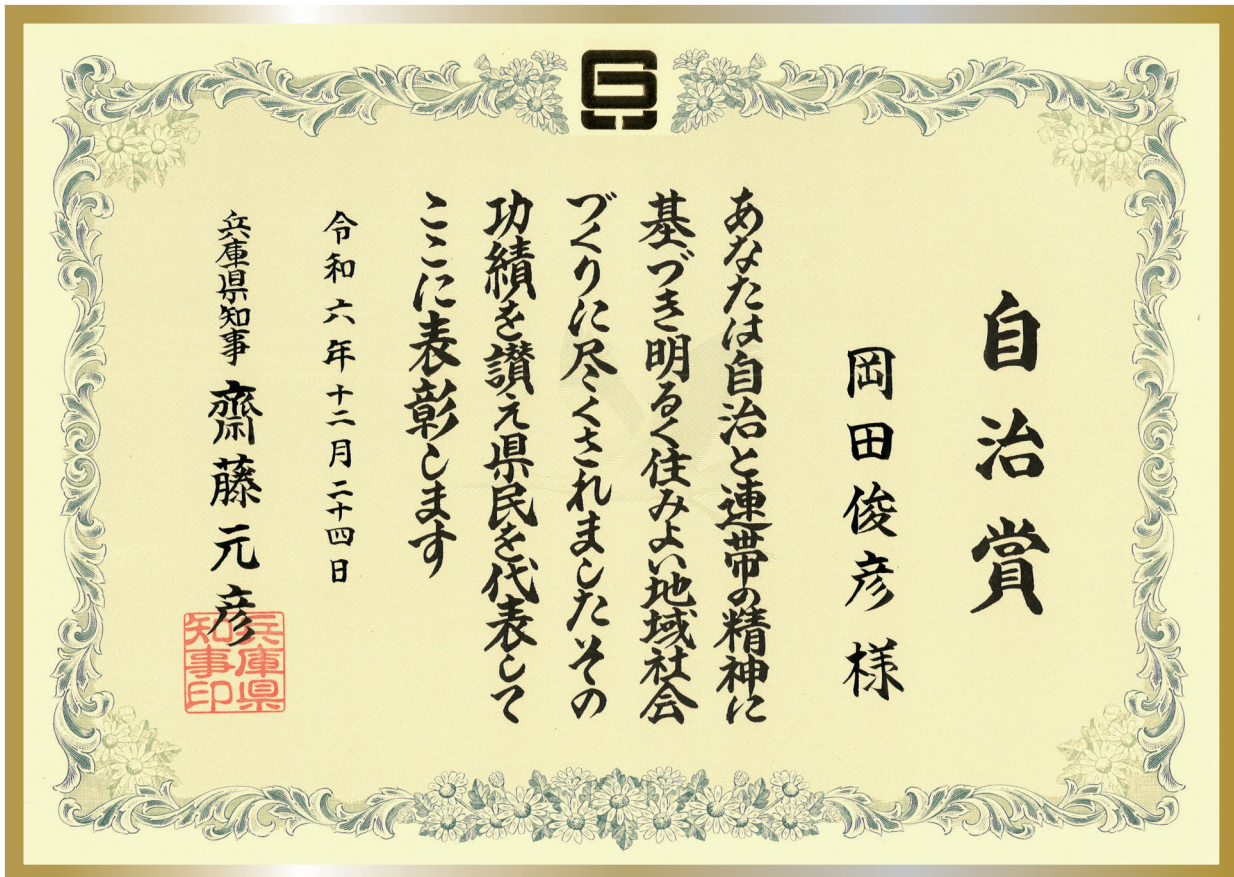 自治賞
岡田俊彦様
あなたは自治と連帯の精神に
基づき明るく住みよい地域社会
づくりに尽くされましたその
功績を讃え県民を代表して
ここに表彰します
令和六年十二月二十四日
兵庫県知事 齋藤元彦
兵庫県
知事印